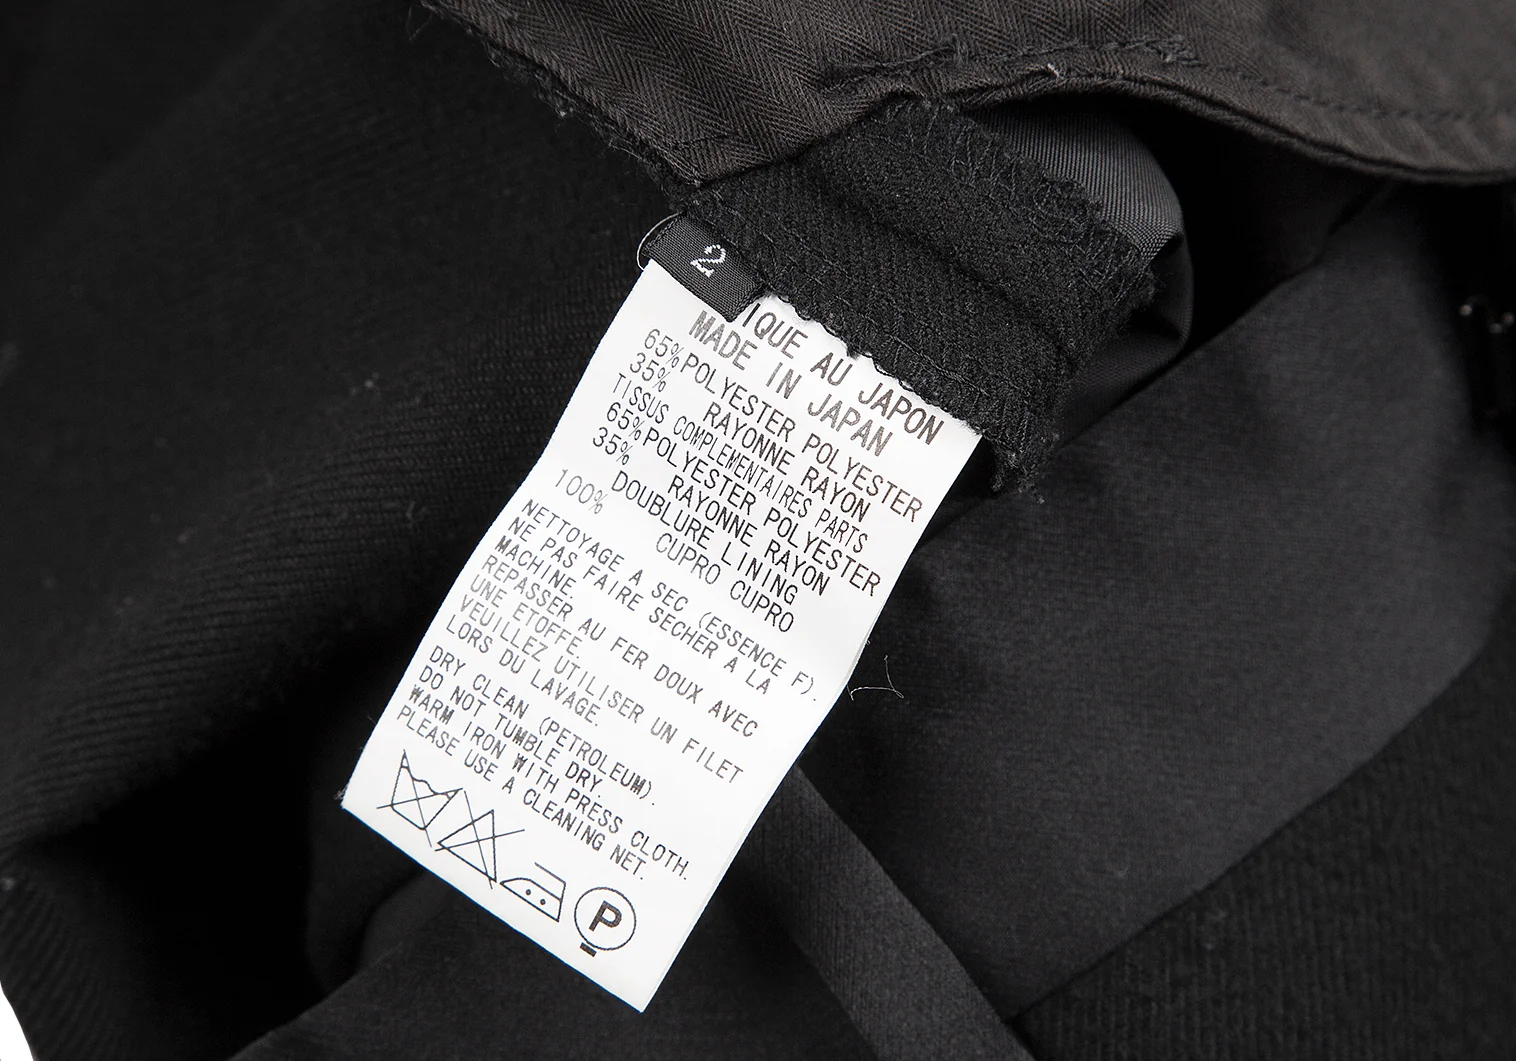 2
IQUE AU JAPON
MADE IN JAPAN
65% POLYESTER POLYESTER
35% RAYONNE RAYON
TISSUS COMPLEMENTAIRES PARTS
65% POLYESTER POLYESTER
35% RAYONNE RAYON
DOUBLURE LINING
100% CUPRO CUPRO
NETTOYAGE A SEC (ESSENCE F).
NE PAS FAIRE SECHER A LA
MACHINE.
REPASSER AU FER DOUX AVEC
UNE ETOFFE.
VEUILLEZ UTILISER UN FILET
LORS DU LAVAGE.
DRY CLEAN (PETROLEUM).
DO NOT TUMBLE DRY.
WARM IRON WITH PRESS CLOTH.
PLEASE USE A CLEANING NET.
P